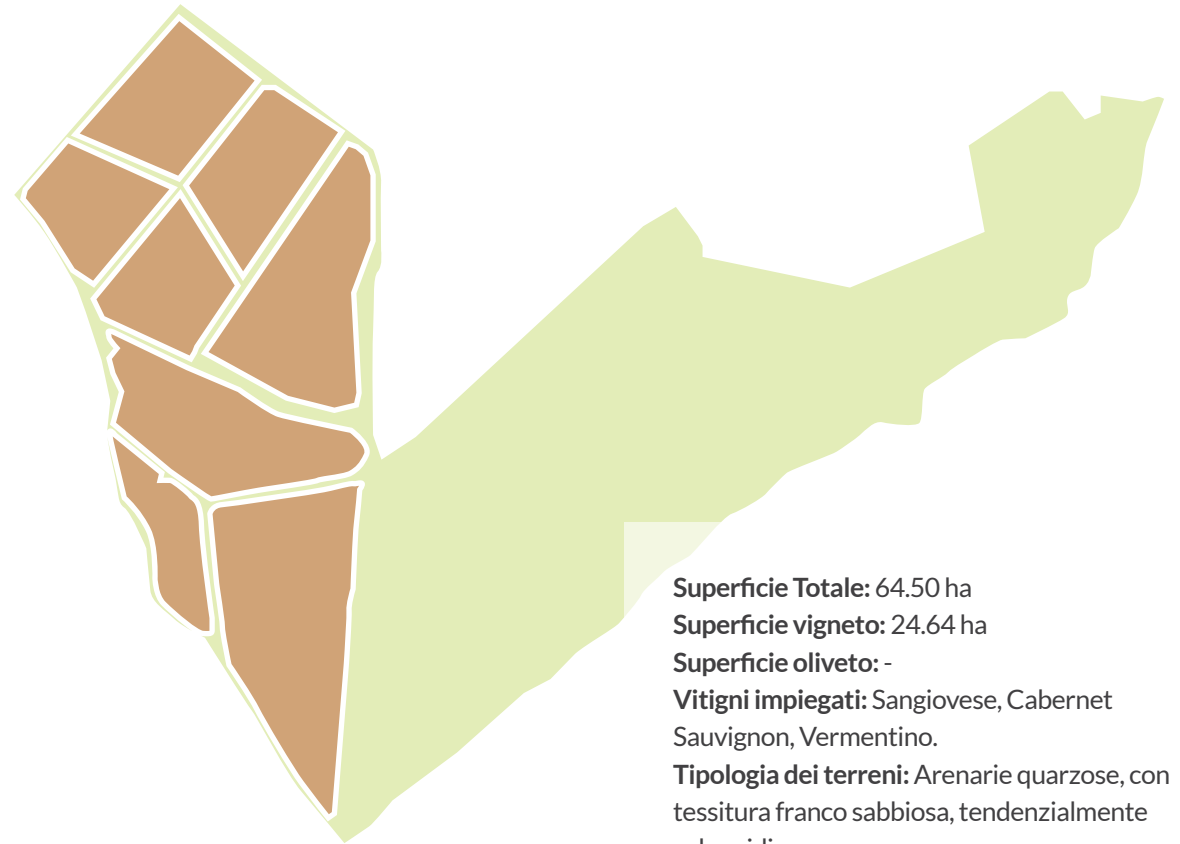 Superficie Totale: 64.50 ha
Superficie vigneto: 24.64 ha
Superficie oliveto: -
Vitigni impiegati: Sangiovese, Cabernet
Sauvignon, Vermentino.
Tipologia dei terreni: Arenarie quarzose, con
tessitura franco sabbiosa, tendenzialmente